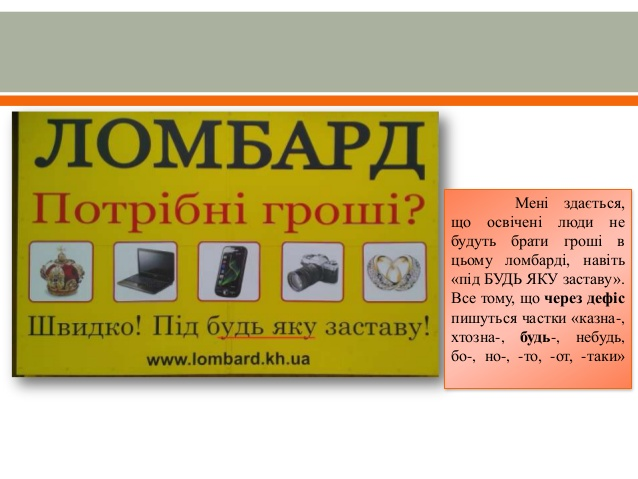 ЛОМБАРД
Потрібні гроші?
Швидко! Під будь яку заставу!
www.lombard.kh.ua
Мені здається,
що освічені люди не
будуть брати гроші в
цьому ломбарді, навіть
«під БУДЬ ЯКУ заставу».
Все тому, що через дефіс
пишуться частки «казна-,
хтозна-, будь-, небудь,
бо-, но-, -то, -от, -таки»